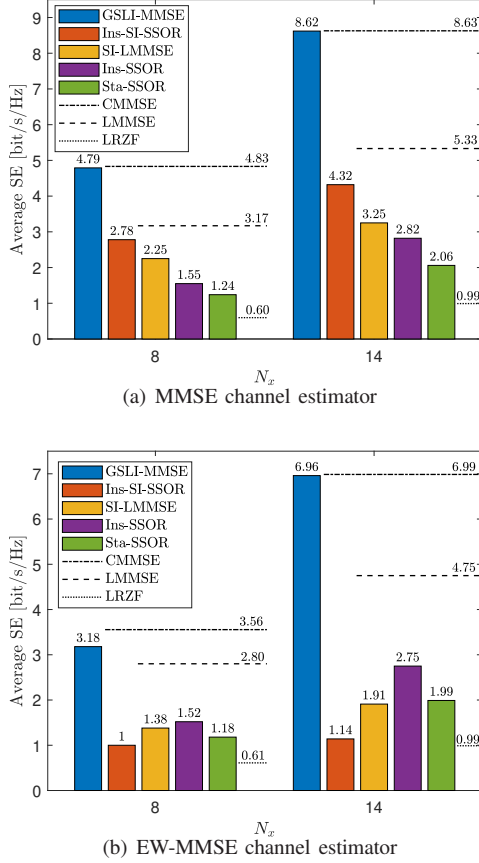 GSLI-MMSE
Ins-SI-SSOR
SI-LMMSE
Ins-SSOR
Sta-SSOR
CMMSE
LMMSE
LRZF
Average SE [bit/s/Hz]
9
8
7
6
5
4
3
2
1
0
4.79
2.78
2.25
1.55
1.24
4.83
3.17
0.60
8.62
4.32
3.25
2.82
2.06
8.63
5.33
0.99
8
14
N_x
(a) MMSE channel estimator
GSLI-MMSE
Ins-SI-SSOR
SI-LMMSE
Ins-SSOR
Sta-SSOR
CMMSE
LMMSE
LRZF
Average SE [bit/s/Hz]
7
6
5
4
3
2
1
0
3.18
1
1.38
1.52
1.18
3.56
2.80
0.61
6.96
1.14
1.91
2.75
1.99
6.99
4.75
0.99
8
14
N_x
(b) EW-MMSE channel estimator